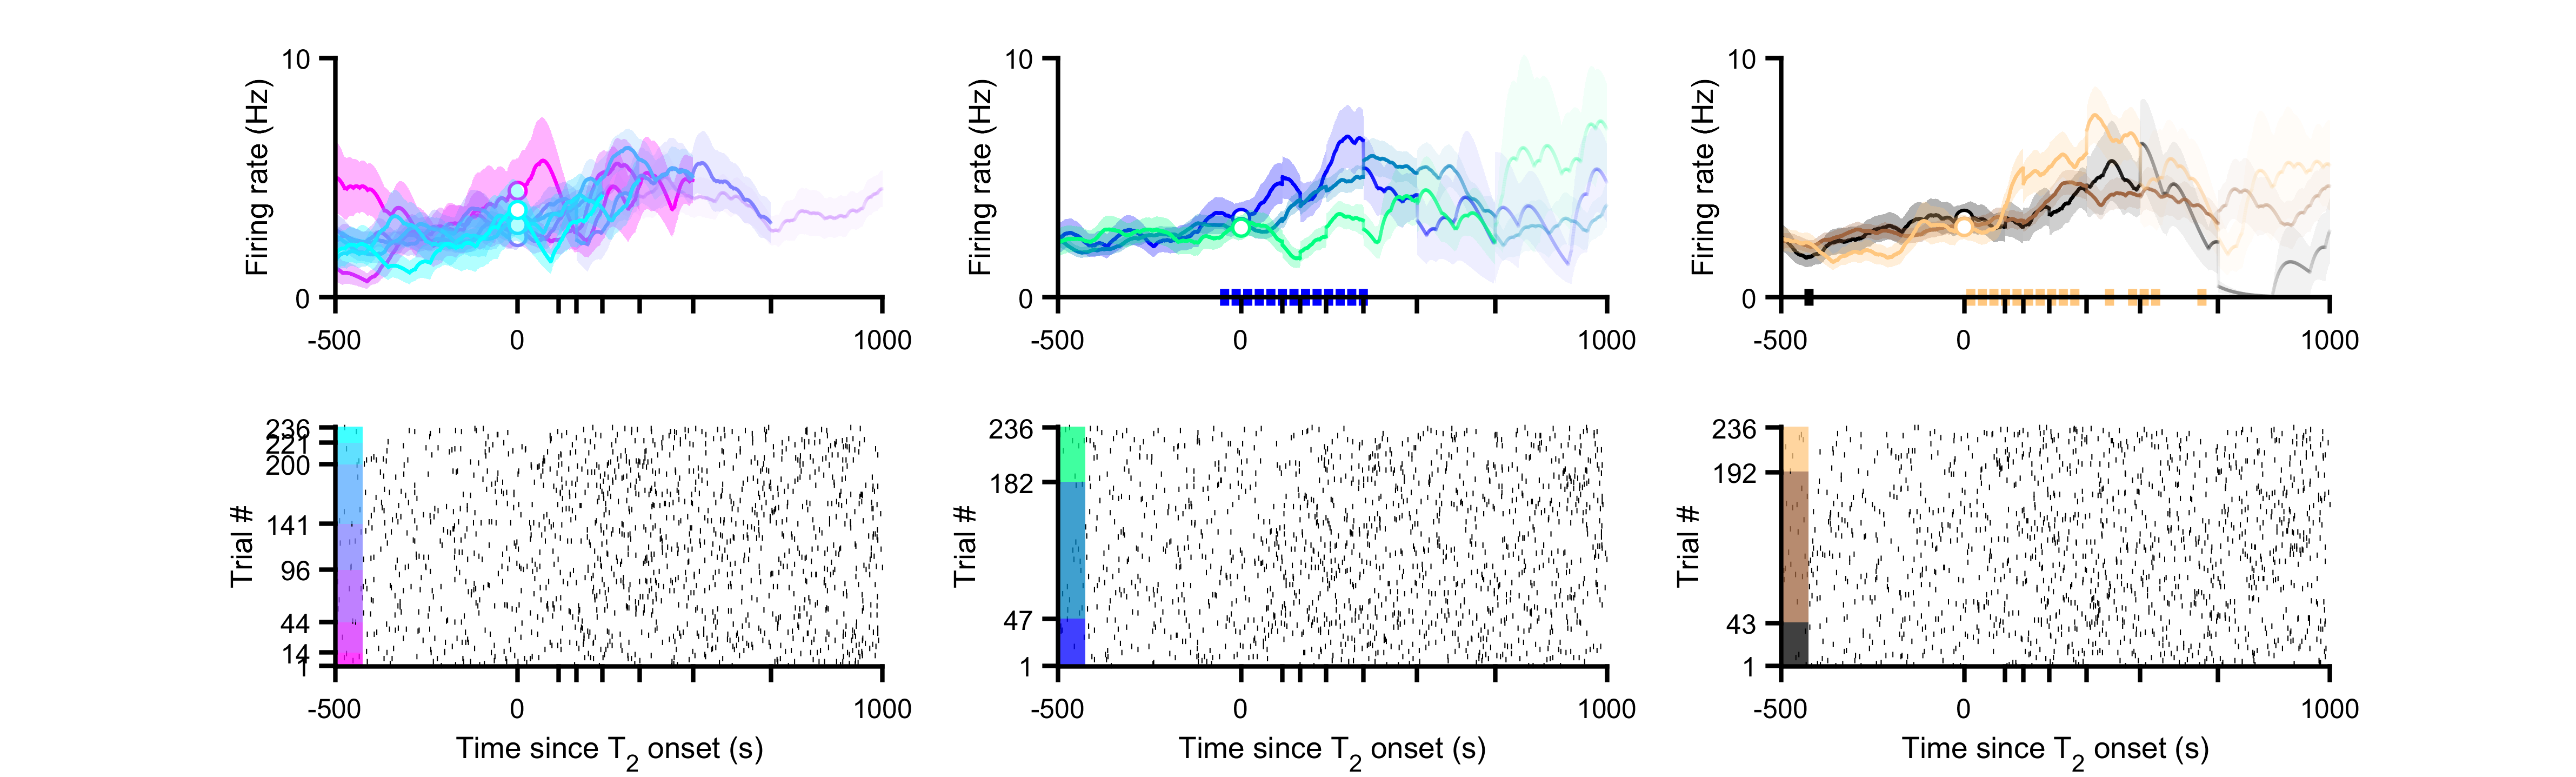 10
Firing rate (Hz)
0
-500 0 1000
10
Firing rate (Hz)
0
-500 0 1000
10
Firing rate (Hz)
0
-500 0 1000
236
221
200
141
96
44
14
1
Trial #
-500 0 1000
Time since T2 onset (s)
236
182
47
1
Trial #
-500 0 1000
Time since T2 onset (s)
236
192
43
1
Trial #
-500 0 1000
Time since T2 onset (s)